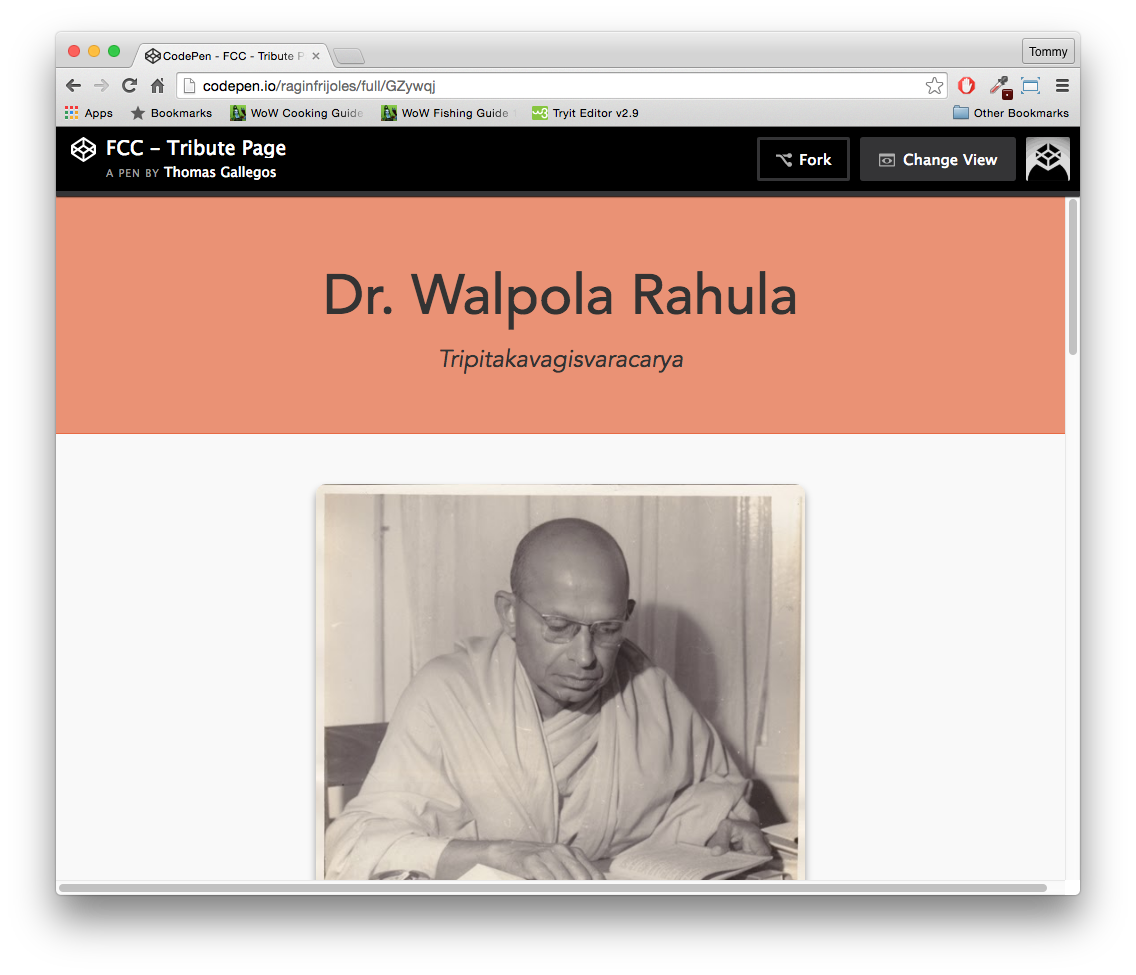 CodePen - FCC - Tribute P
Tommy
codepen.io/raginfrijoles/full/GZywqj
Apps Bookmarks WoW Cooking Guide WoW Fishing Guide Tryit Editor v2.9 Other Bookmarks
FCC – Tribute Page
A PEN BY Thomas Gallegos
Fork Change View
Dr. Walpola Rahula
Tripitakavagisvaracarya